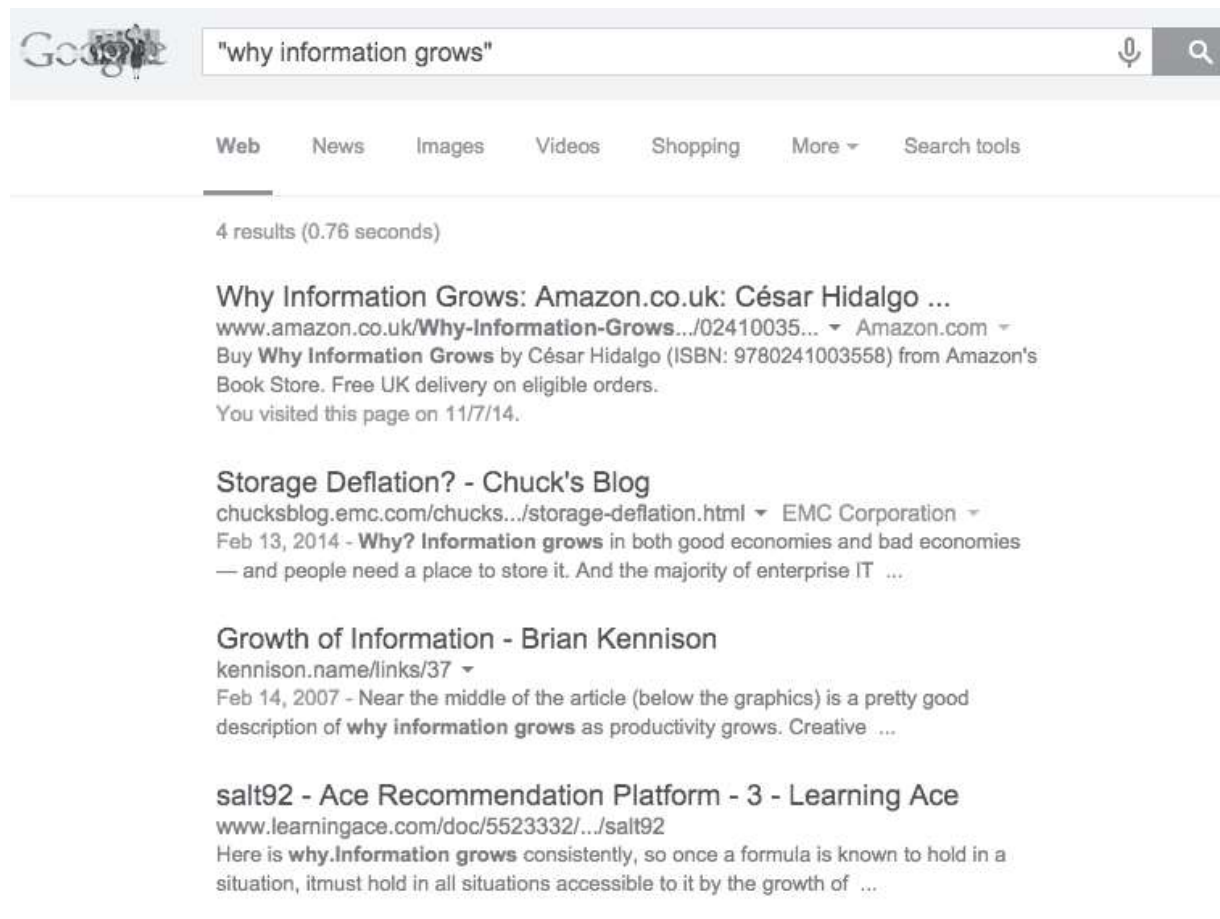 Google
"why information grows"
Web News Images Videos Shopping More Search tools
4 results (0.76 seconds)
Why Information Grows: Amazon.co.uk: César Hidalgo ...
www.amazon.co.uk/Why-Information-Grows.../02410035... Amazon.com
Buy Why Information Grows by César Hidalgo (ISBN: 9780241003558) from Amazon's
Book Store. Free UK delivery on eligible orders.
You visited this page on 11/7/14.
Storage Deflation? - Chuck's Blog
chucksblog.emc.com/chucks.../storage-deflation.html EMC Corporation
Feb 13, 2014 - Why? Information grows in both good economies and bad economies
— and people need a place to store it. And the majority of enterprise IT ...
Growth of Information - Brian Kennison
kennison.name/links/37
Feb 14, 2007 - Near the middle of the article (below the graphics) is a pretty good
description of why information grows as productivity grows. Creative ...
salt92 - Ace Recommendation Platform - 3 - Learning Ace
www.learningace.com/doc/5523332/.../salt92
Here is why.Information grows consistently, so once a formula is known to hold in a
situation, itmust hold in all situations accessible to it by the growth of ...